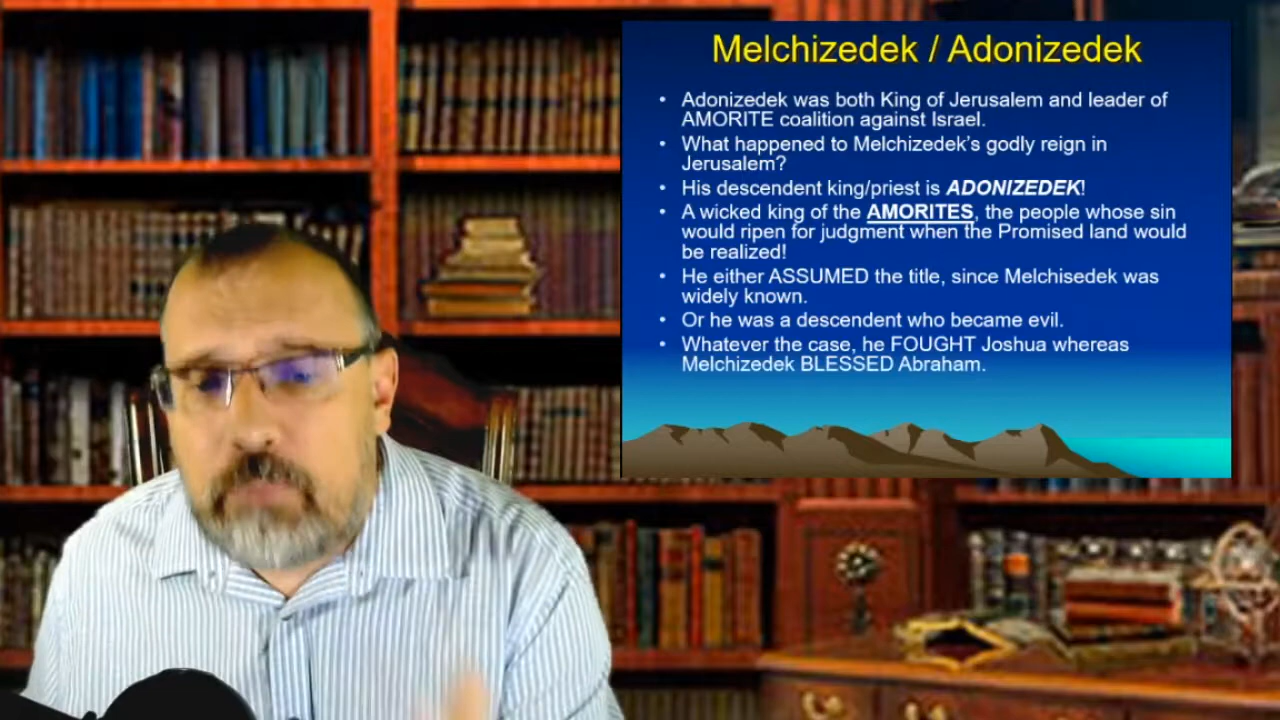 Melchizedek / Adonizedek
• Adonizedek was both King of Jerusalem and leader of
AMORITE coalition against Israel.
• What happened to Melchizedek's godly reign in
Jerusalem?
• His descendent king/priest is ADONIZEDEK!
• A wicked king of the AMORITES, the people whose sin
would ripen for judgment when the Promised land would
be realized!
• He either ASSUMED the title, since Melchisedek was
widely known.
• Or he was a descendent who became evil.
• Whatever the case, he FOUGHT Joshua whereas
Melchizedek BLESSED Abraham.